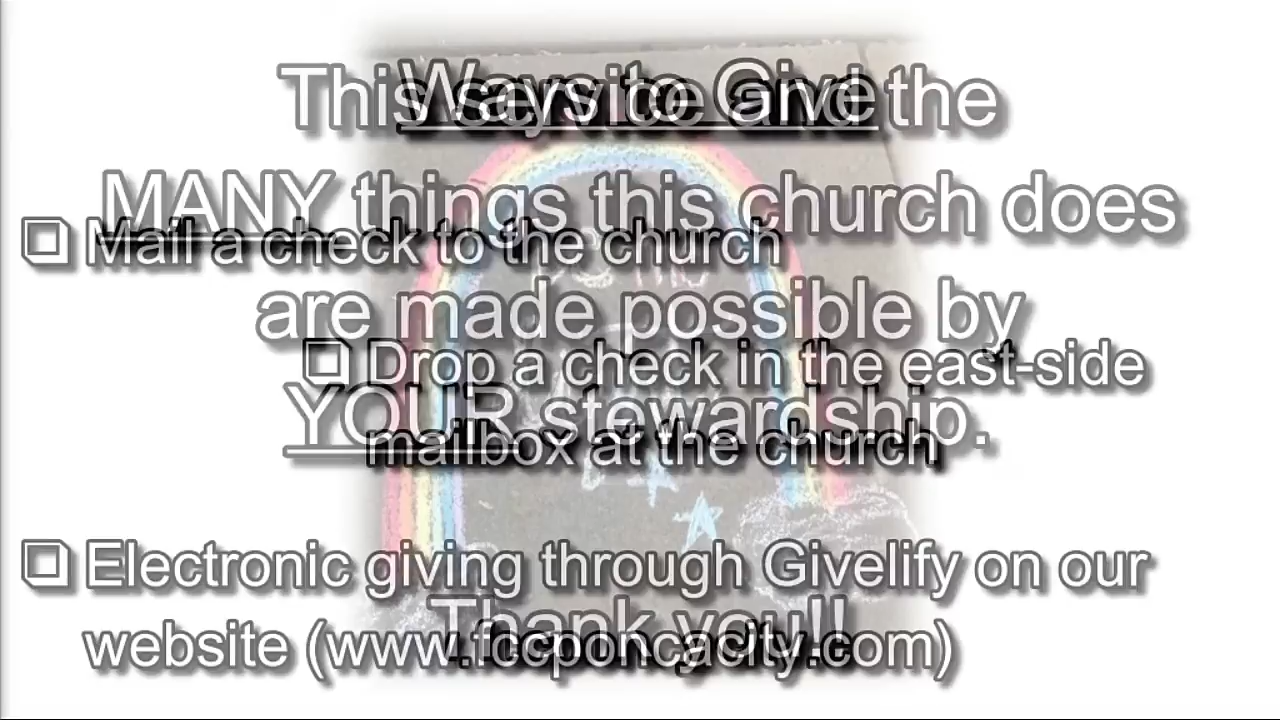 This service and the
MANY things this church does
are made possible by
YOUR stewardship.
Thank you!!
Ways to Give
❑ Mail a check to the church
❑ Drop a check in the east-side
mailbox at the church
❑ Electronic giving through Givelify on our
website (www.fccponcacity.com)